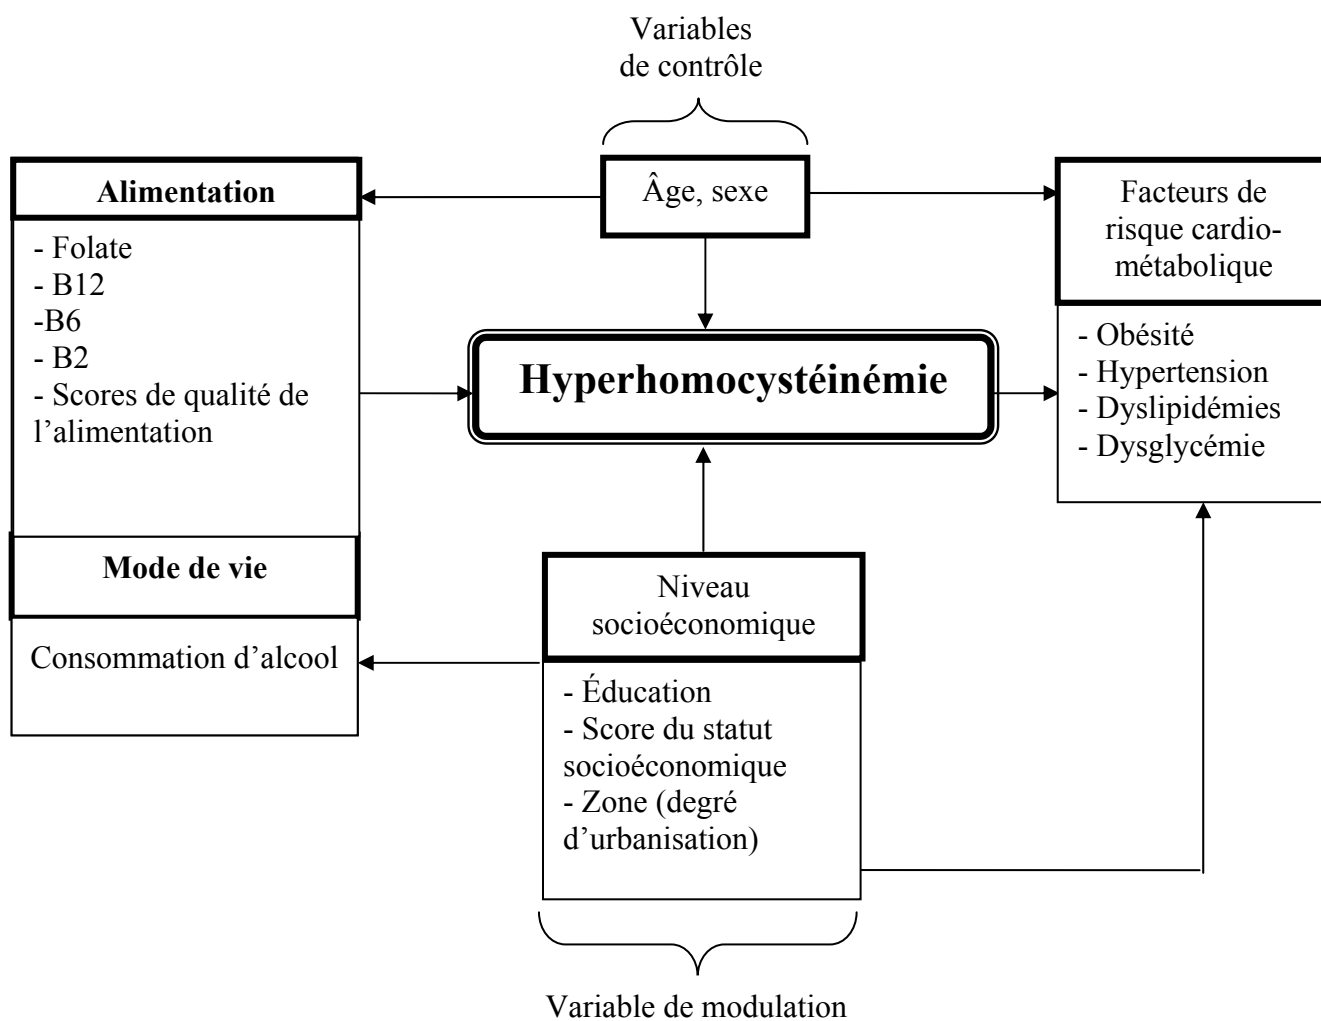 Variables
de contrôle
Alimentation
- Folate
- B12
-B6
- B2
- Scores de qualité de
l’alimentation
Mode de vie
Consommation d’alcool
Âge, sexe
Hyperhomocystéinémie
Niveau
socioéconomique
- Éducation
- Score du statut
socioéconomique
- Zone (degré
d’urbanisation)
Variable de modulation
Facteurs de
risque cardio-
métabolique
- Obésité
- Hypertension
- Dyslipidémies
- Dysglycémie